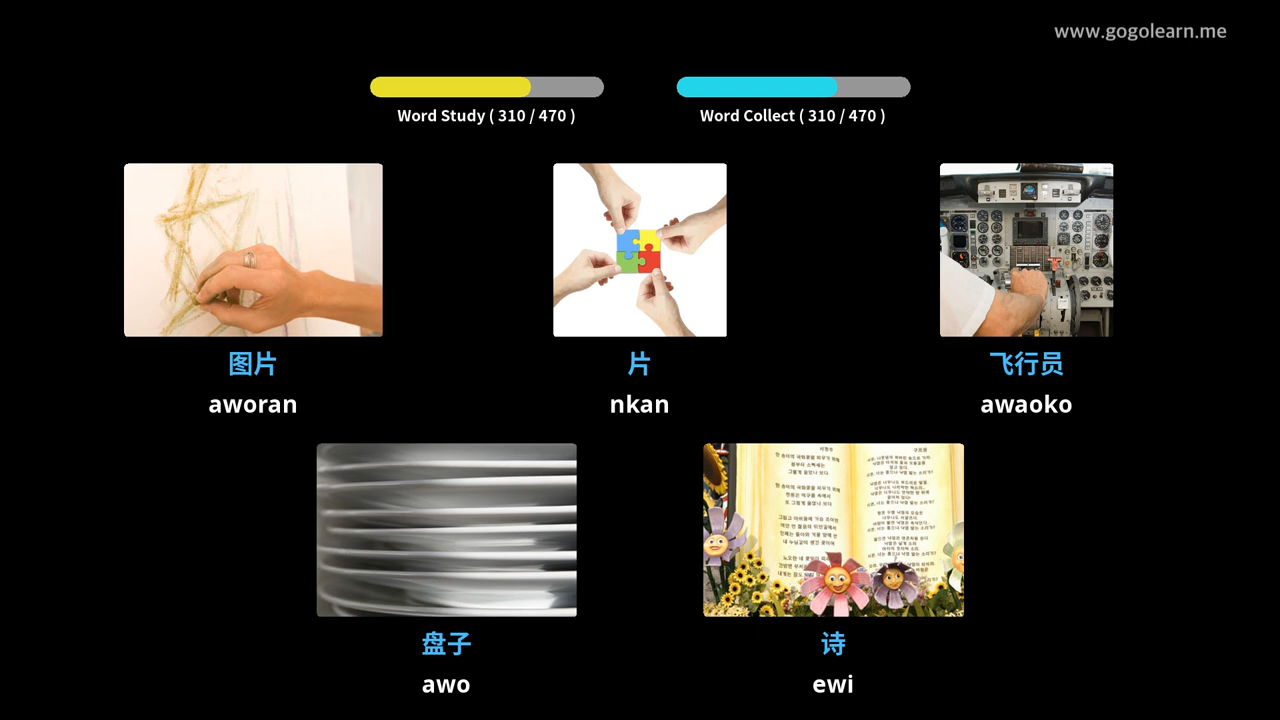 www.gogolearn.me
Word Study ( 310 / 470 )
Word Collect ( 310 / 470 )
图片
片
飞行员
aworan
nkan
awaoko
盘子
诗
awo
ewi